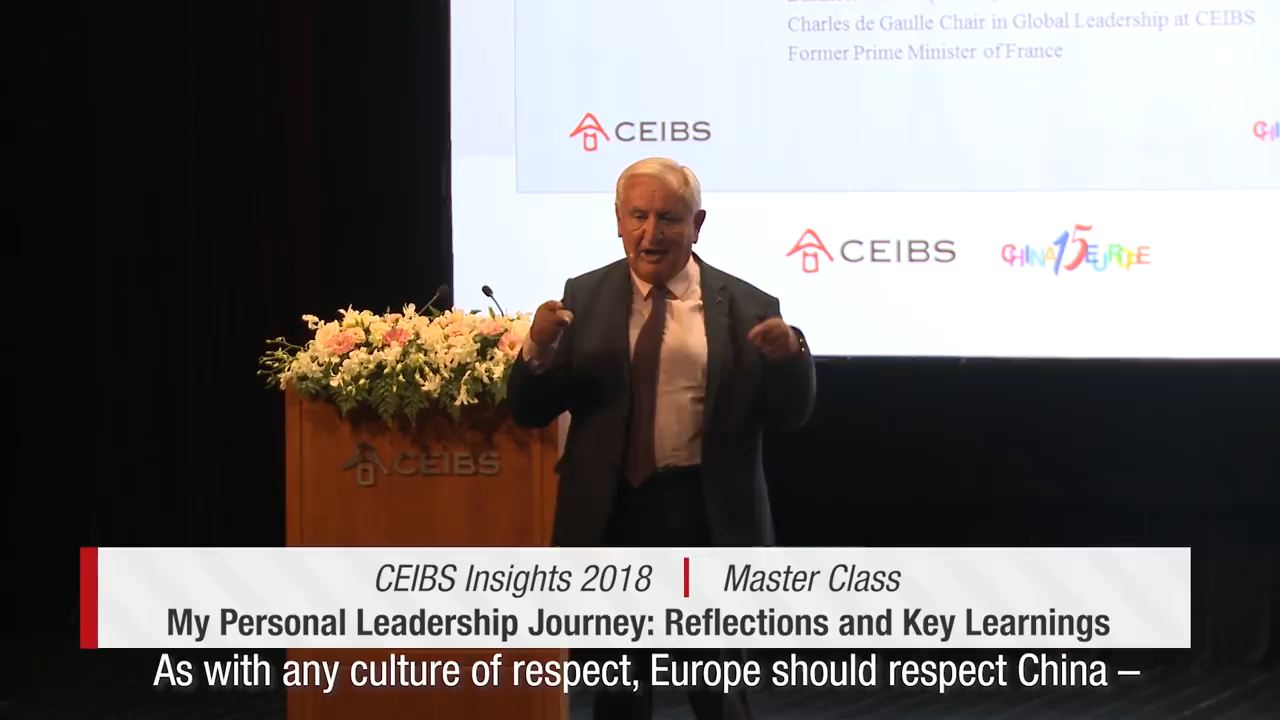 Charles de Gaulle Chair in Global Leadership at CEIBS
Former Prime Minister of France
CEIBS
CEIBS
CHINA 15 EUROPE
CEIBS
CEIBS Insights 2018 | Master Class
My Personal Leadership Journey: Reflections and Key Learnings
As with any culture of respect, Europe should respect China –